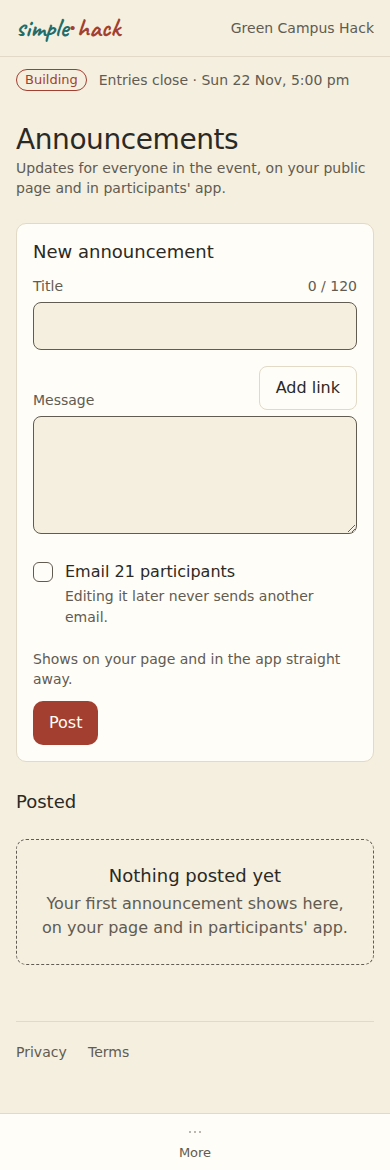 simple·hack
Green Campus Hack
Building
Entries close · Sun 22 Nov, 5:00 pm
Announcements
Updates for everyone in the event, on your public
page and in participants' app.
New announcement
Title
0 / 120
Add link
Message
Email 21 participants
Editing it later never sends another
email.
Shows on your page and in the app straight
away.
Post
Posted
Nothing posted yet
Your first announcement shows here,
on your page and in participants' app.
Privacy
Terms
...
More